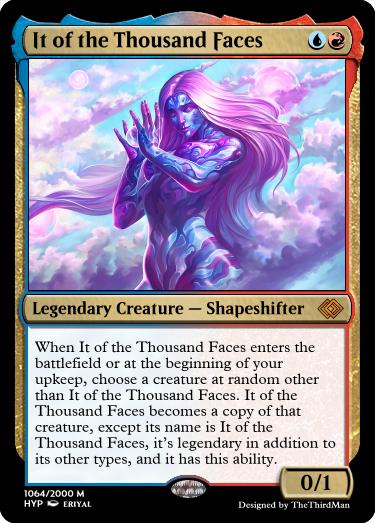 It of the Thousand Faces
Legendary Creature — Shapeshifter
When It of the Thousand Faces enters the
battlefield or at the beginning of your
upkeep, choose a creature at random other
than It of the Thousand Faces. It of the
Thousand Faces becomes a copy of that
creature, except its name is It of the
Thousand Faces, it's legendary in addition to
its other types, and it has this ability.
0/1
1064/2000 M
HYP ERIYAL
Designed by TheThirdMan